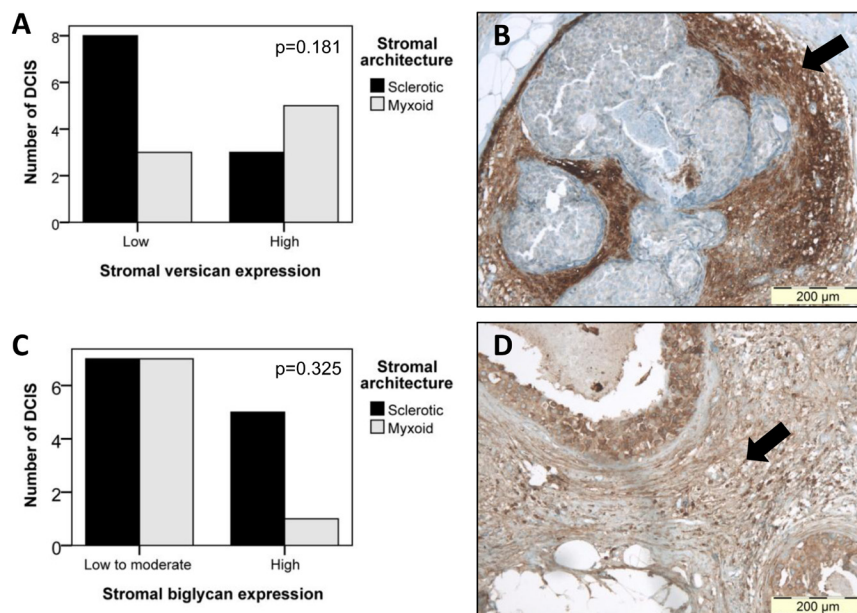 A
8
6
4
2
0
Number of DCIS
p=0.181
Low
High
Stromal versican expression
Stromal
architecture
Sclerotic
Myxoid
B
200 µm
C
6
4
2
0
Number of DCIS
p=0.325
Low to moderate
High
Stromal biglycan expression
Stromal
architecture
Sclerotic
Myxoid
D
200 µm